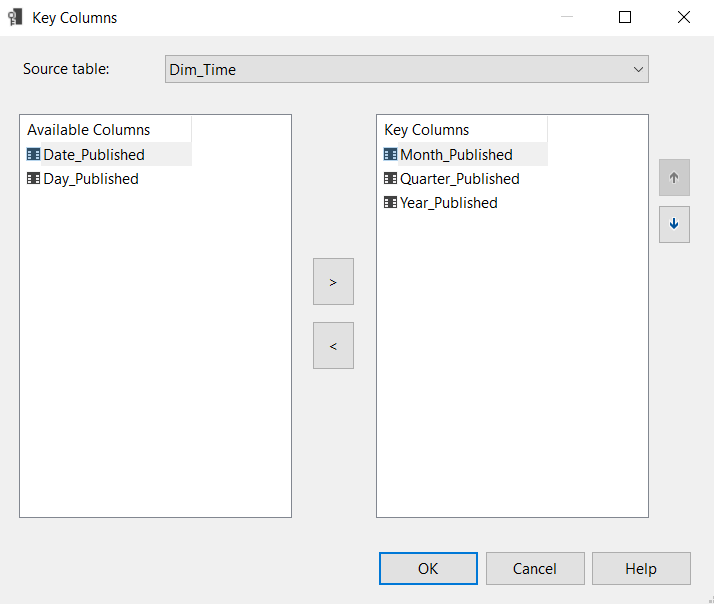 Key Columns
Source table:
Dim_Time
Available Columns
Date_Published
Day_Published
>
<
Key Columns
Month_Published
Quarter_Published
Year_Published
OK
Cancel
Help